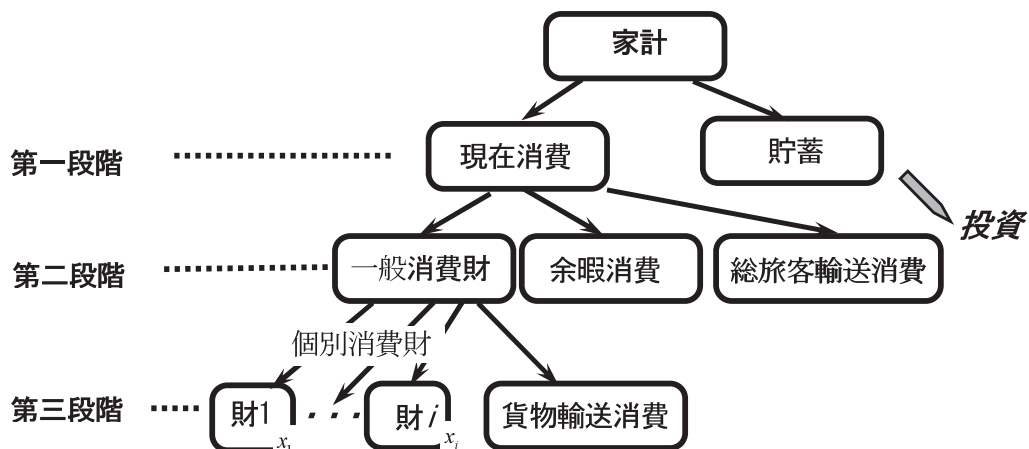 家計
第一段階
現在消費
貯蓄
投資
第二段階
一般消費財
余暇消費
総旅客輸送消費
個別消費財
第三段階
財1
x1
財i
xi
貨物輸送消費